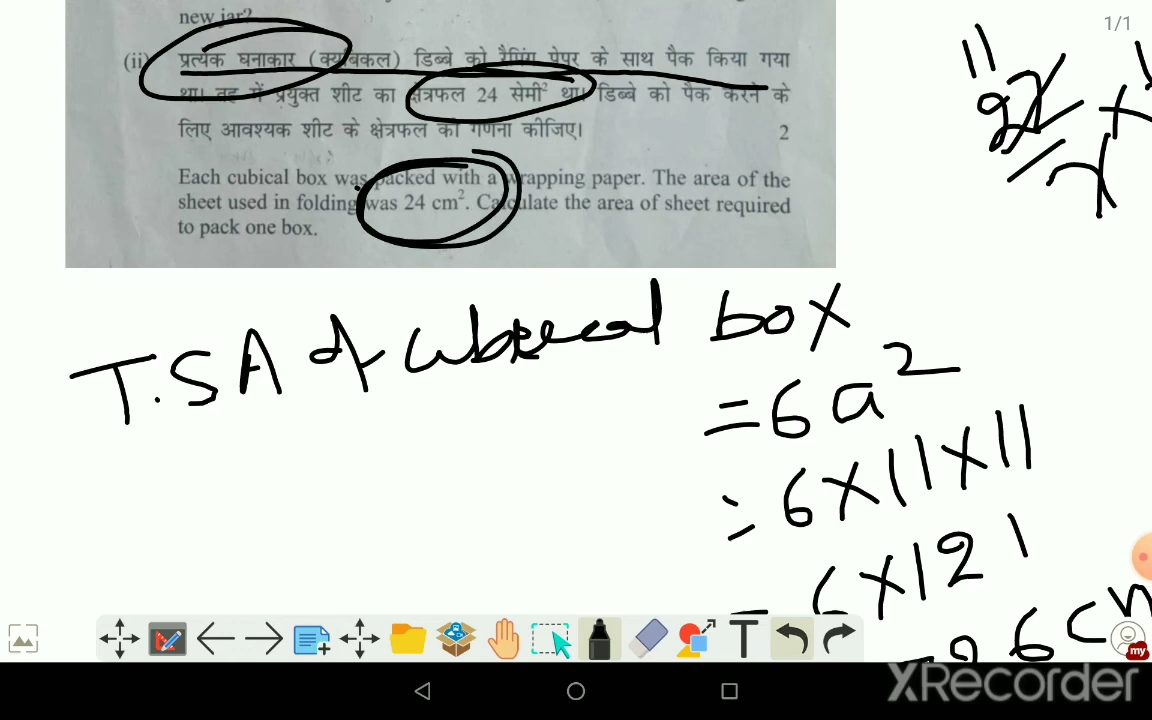 new jar?
1/1
(ii) प्रत्येक घनाकार (क्यूबिकल) डिब्बे को रैपिंग पेपर के साथ पैक किया गया
था। तह में प्रयुक्त शीट का क्षेत्रफल 24 सेमी² था। डिब्बे को पैक करने के
लिए आवश्यक शीट के क्षेत्रफल की गणना कीजिए। 2
Each cubical box was packed with a wrapping paper. The area of the
sheet used in folding was 24 cm². Calculate the area of sheet required
to pack one box.
T.S.A of cubical box
= 6a²
= 6×11×11
= 6×121
6 cm
T
my
XRecorder